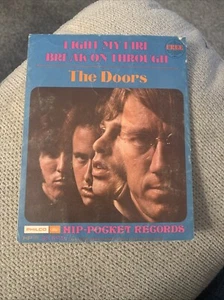 LIGHT MY FIRE
BREAK ON THROUGH
The Doors
PHILCO
HIP-POCKET RECORDS